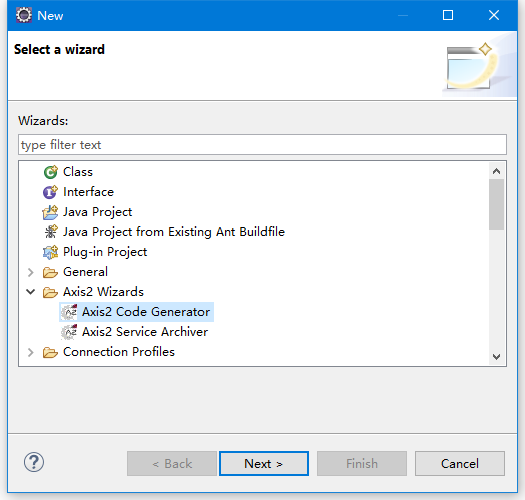 New
Select a wizard
Wizards:
type filter text
Class
Interface
Java Project
Java Project from Existing Ant Buildfile
Plug-in Project
General
Axis2 Wizards
Axis2 Code Generator
Axis2 Service Archiver
Connection Profiles
?
< Back
Next >
Finish
Cancel